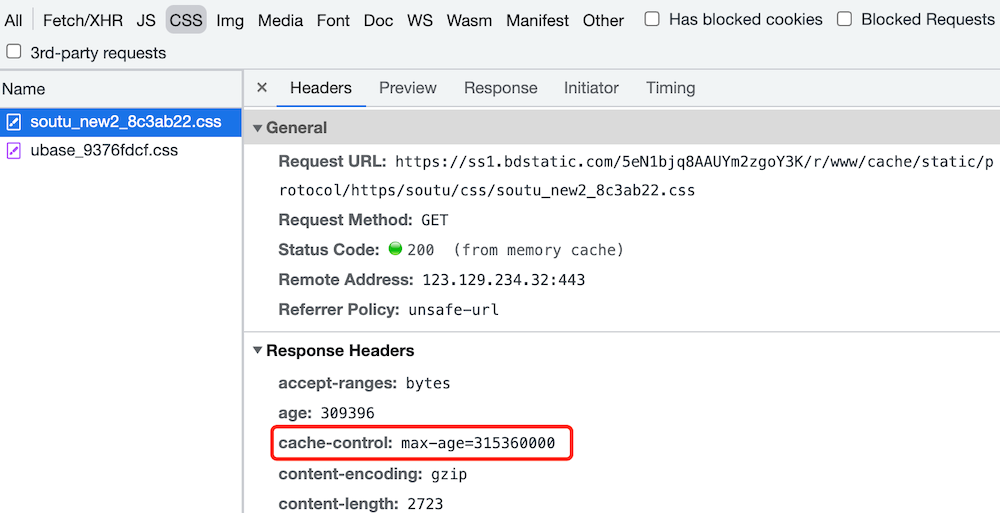 All Fetch/XHR JS CSS Img Media Font Doc WS Wasm Manifest Other Has blocked cookies Blocked Requests
3rd-party requests
Name
soutu_new2_8c3ab22.css
ubase_9376fdcf.css
× Headers Preview Response Initiator Timing
▼ General
Request URL: https://ss1.bdstatic.com/5eN1bjq8AAUYm2zgoY3K/r/www/cache/static/p
rotocol/https/soutu/css/soutu_new2_8c3ab22.css
Request Method: GET
Status Code: 200 (from memory cache)
Remote Address: 123.129.234.32:443
Referrer Policy: unsafe-url
▼ Response Headers
accept-ranges: bytes
age: 309396
cache-control: max-age=315360000
content-encoding: gzip
content-length: 2723